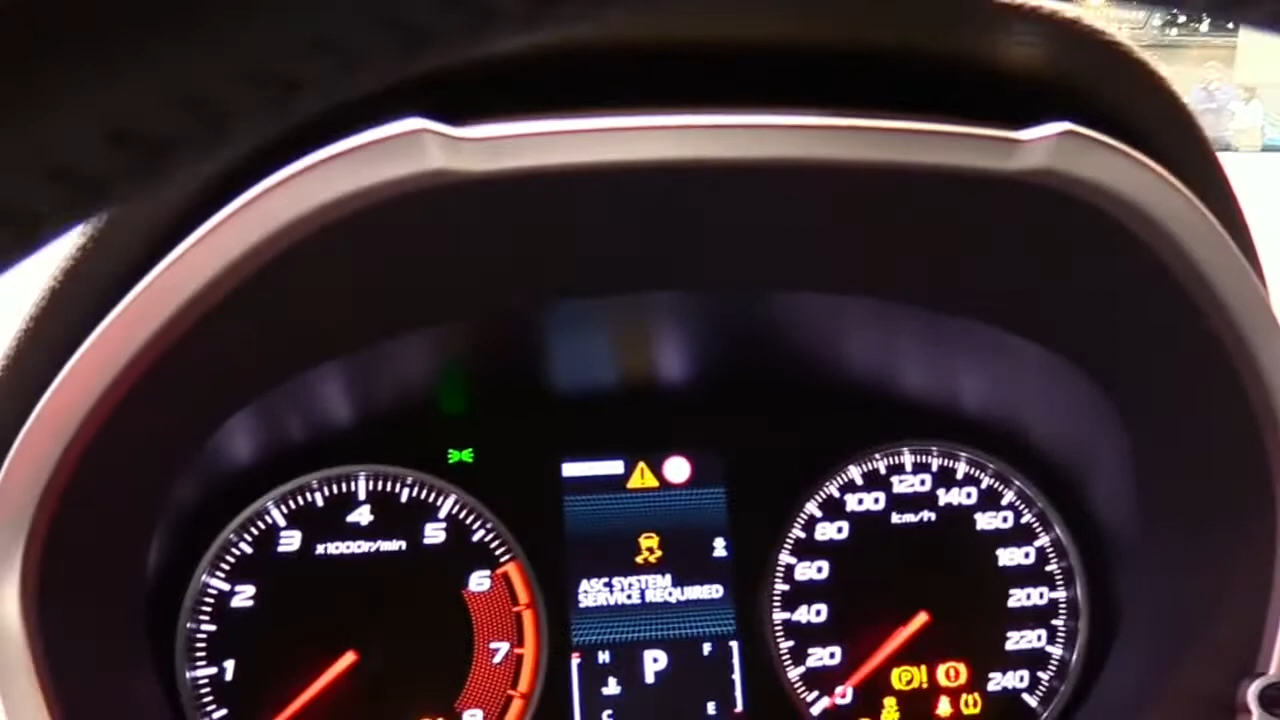 1
2
3
4
5
6
7
8
x1000r/min
ASC SYSTEM
SERVICE REQUIRED
H
C
P
F
E
0
20
40
60
80
100
120
140
160
180
200
220
240
km/h
(P)!
(!)
(!)